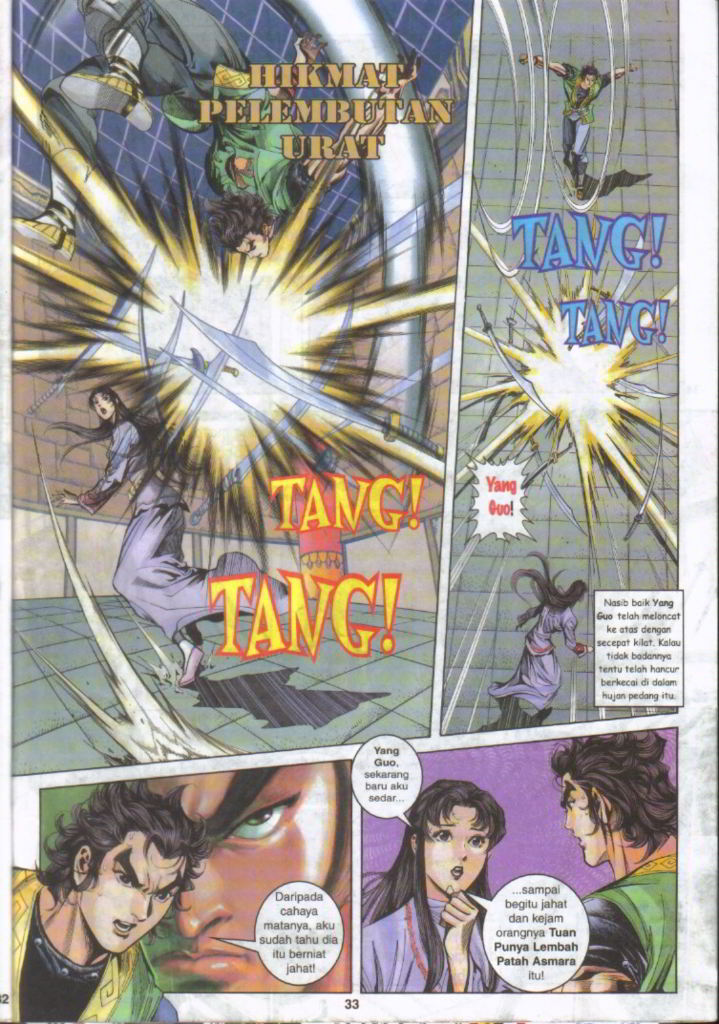 HIKMAT
PELEMBUTAN
URAT
TANG!
TANG!
TANG!
TANG!
Yang
Guo!
Nasib baik Yang
Guo telah meloncat
ke atas dengan
secepat kilat. Kalau
tidak badannya
tentu telah hancur
berkecai di dalam
hujan pedang itu.
Daripada
cahaya
matanya, aku
sudah tahu dia
itu berniat
jahat!
Yang
Guo,
sekarang
baru aku
sedar...
...sampai
begitu jahat
dan kejam
orangnya Tuan
Punya Lembah
Patah Asmara
itu!
32
33